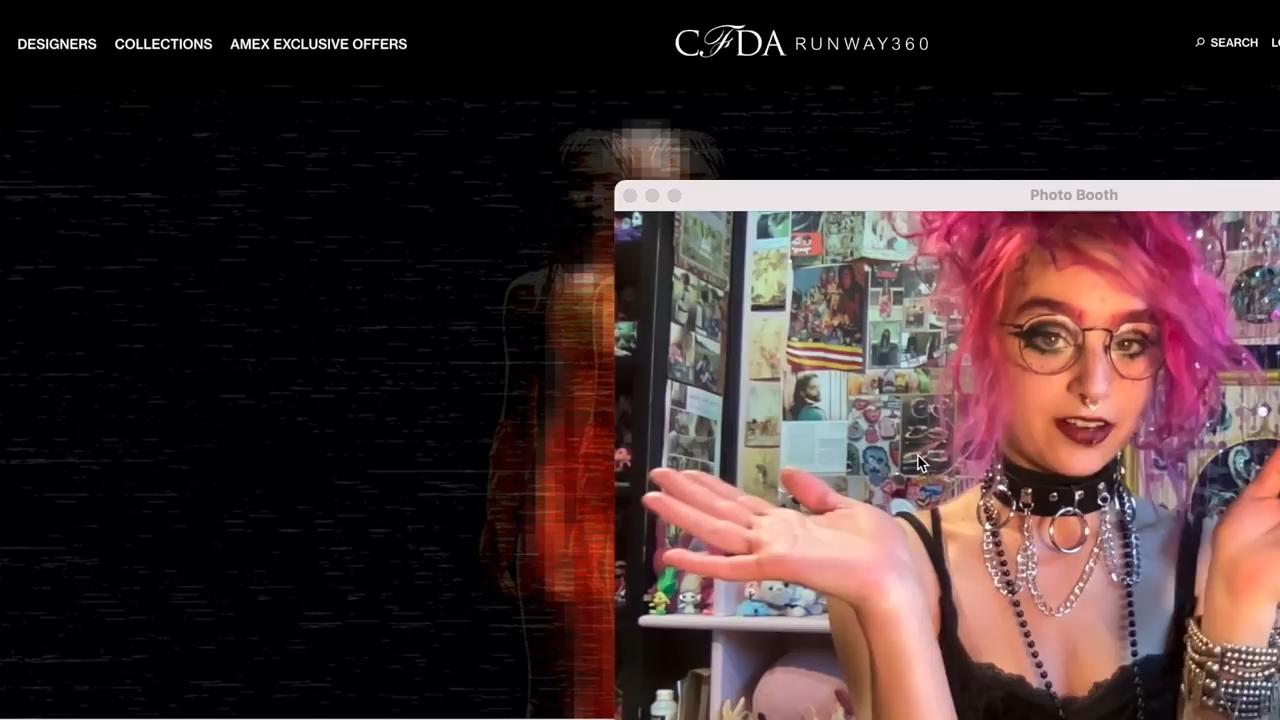 DESIGNERS COLLECTIONS AMEX EXCLUSIVE OFFERS CFDA RUNWAY360 SEARCH
Photo Booth